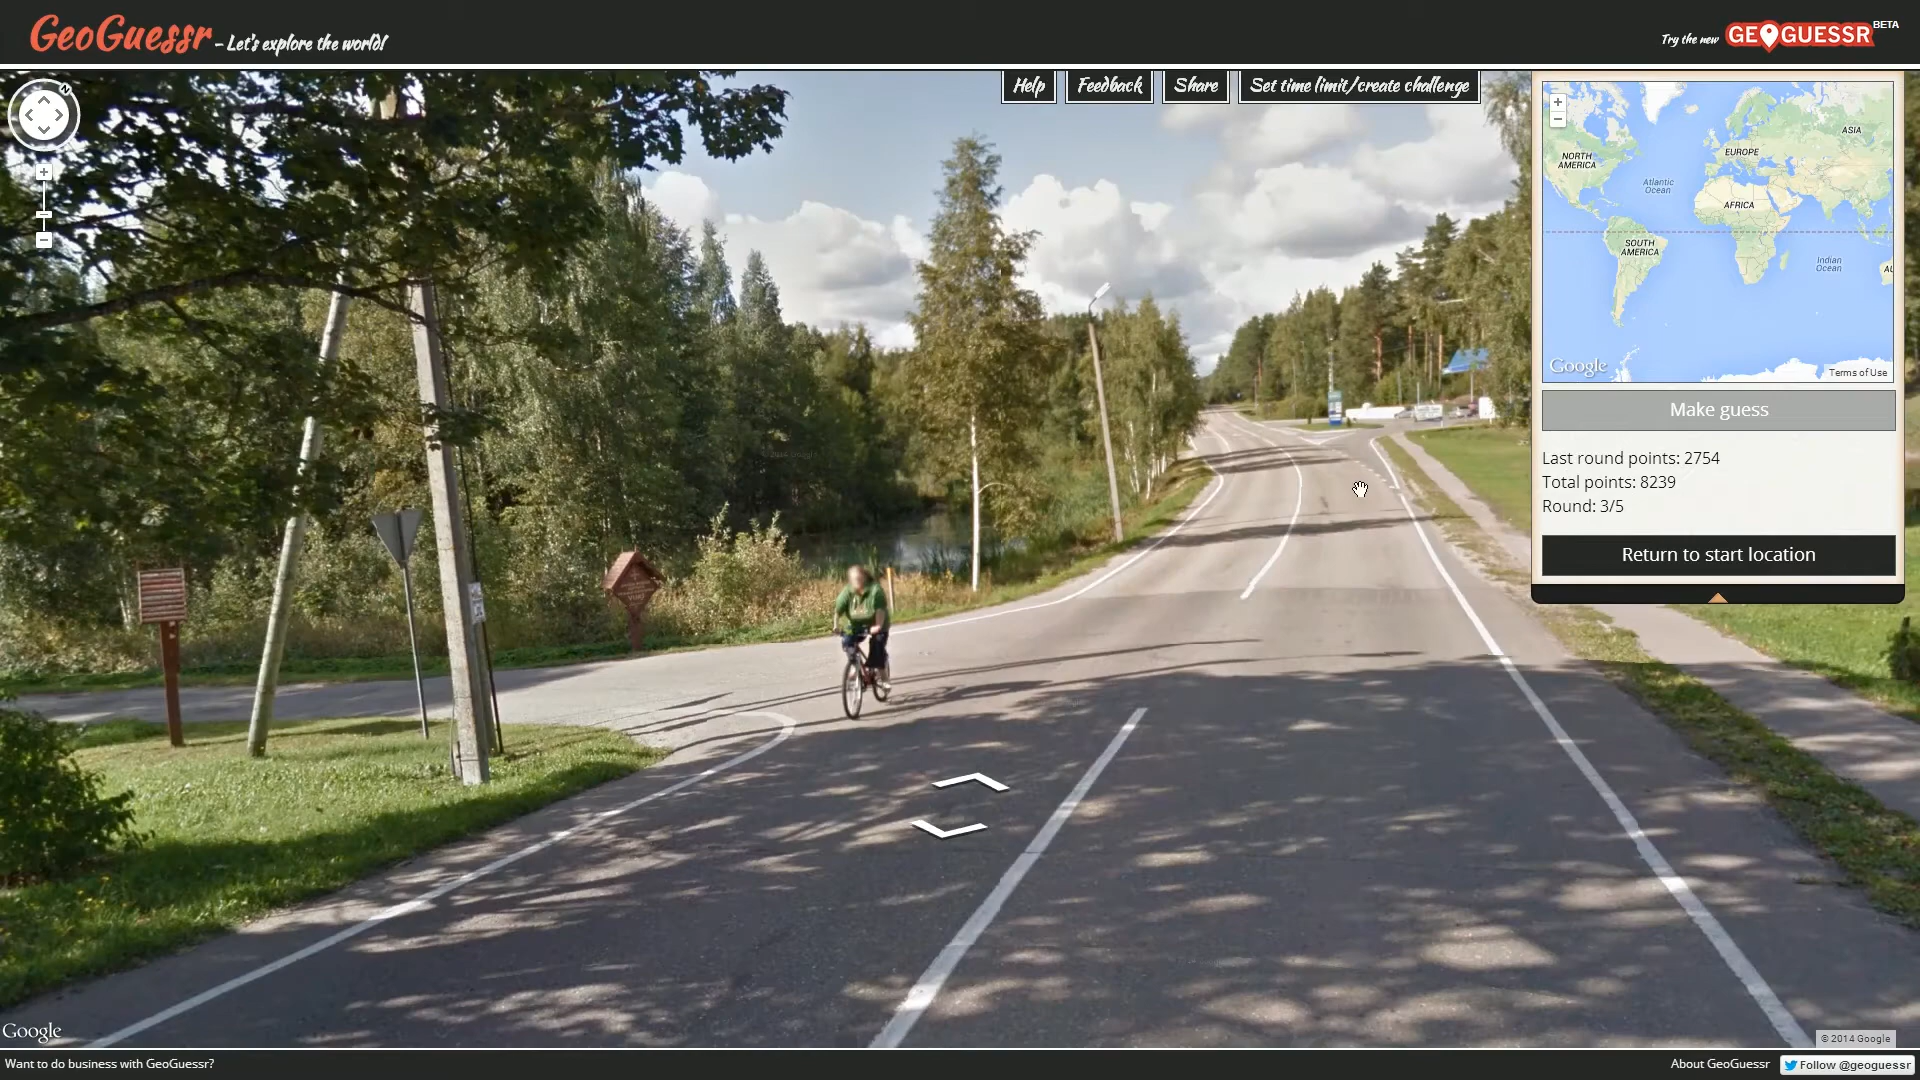 GeoGuessr - Let's explore the world!
Try the new GEOGUESSR BETA
Help
Feedback
Share
Set time limit/create challenge
N
+
−
+
−
NORTH
AMERICA
Atlantic
Ocean
EUROPE
ASIA
AFRICA
SOUTH
AMERICA
Indian
Ocean
AU
Google
Terms of Use
Make guess
Last round points: 2754
Total points: 8239
Round: 3/5
Return to start location
Google
© 2014 Google
Want to do business with GeoGuessr?
About GeoGuessr
Follow @geoguessr